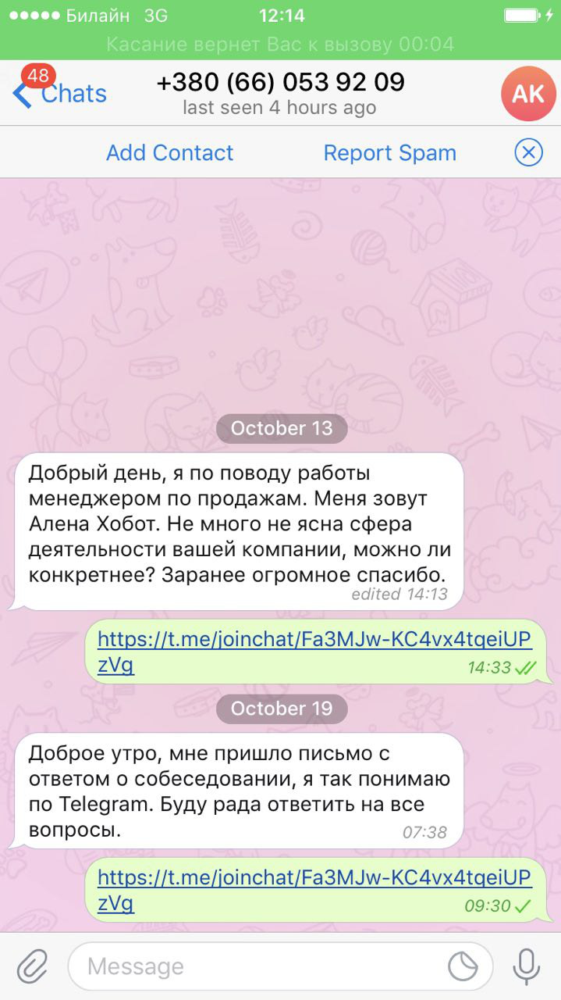 Билайн 3G 12:14
Касание вернет Вас к вызову 00:04
48
Chats
+380 (66) 053 92 09
last seen 4 hours ago
AK
Add Contact Report Spam
October 13
Добрый день, я по поводу работы
менеджером по продажам. Меня зовут
Алена Хобот. Не много не ясна сфера
деятельности вашей компании, можно ли
конкретнее? Заранее огромное спасибо.
edited 14:13
https://t.me/joinchat/Fa3MJw-KC4vx4tqeiUP
zVg
14:33
October 19
Доброе утро, мне пришло письмо с
ответом о собеседовании, я так понимаю
по Telegram. Буду рада ответить на все
вопросы.
07:38
https://t.me/joinchat/Fa3MJw-KC4vx4tqeiUP
zVg
09:30
Message